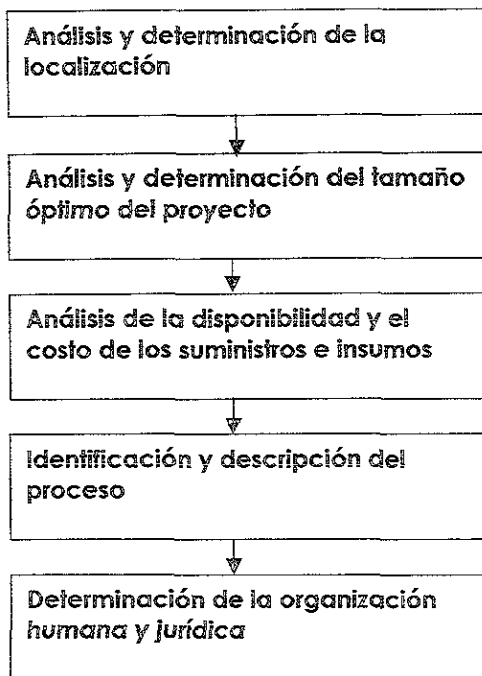 Análisis y determinación de la
localización
Análisis y determinación del tamaño
óptimo del proyecto
Análisis de la disponibilidad y el
costo de los suministros e insumos
Identificación y descripción del
proceso
Determinación de la organización
humana y jurídica